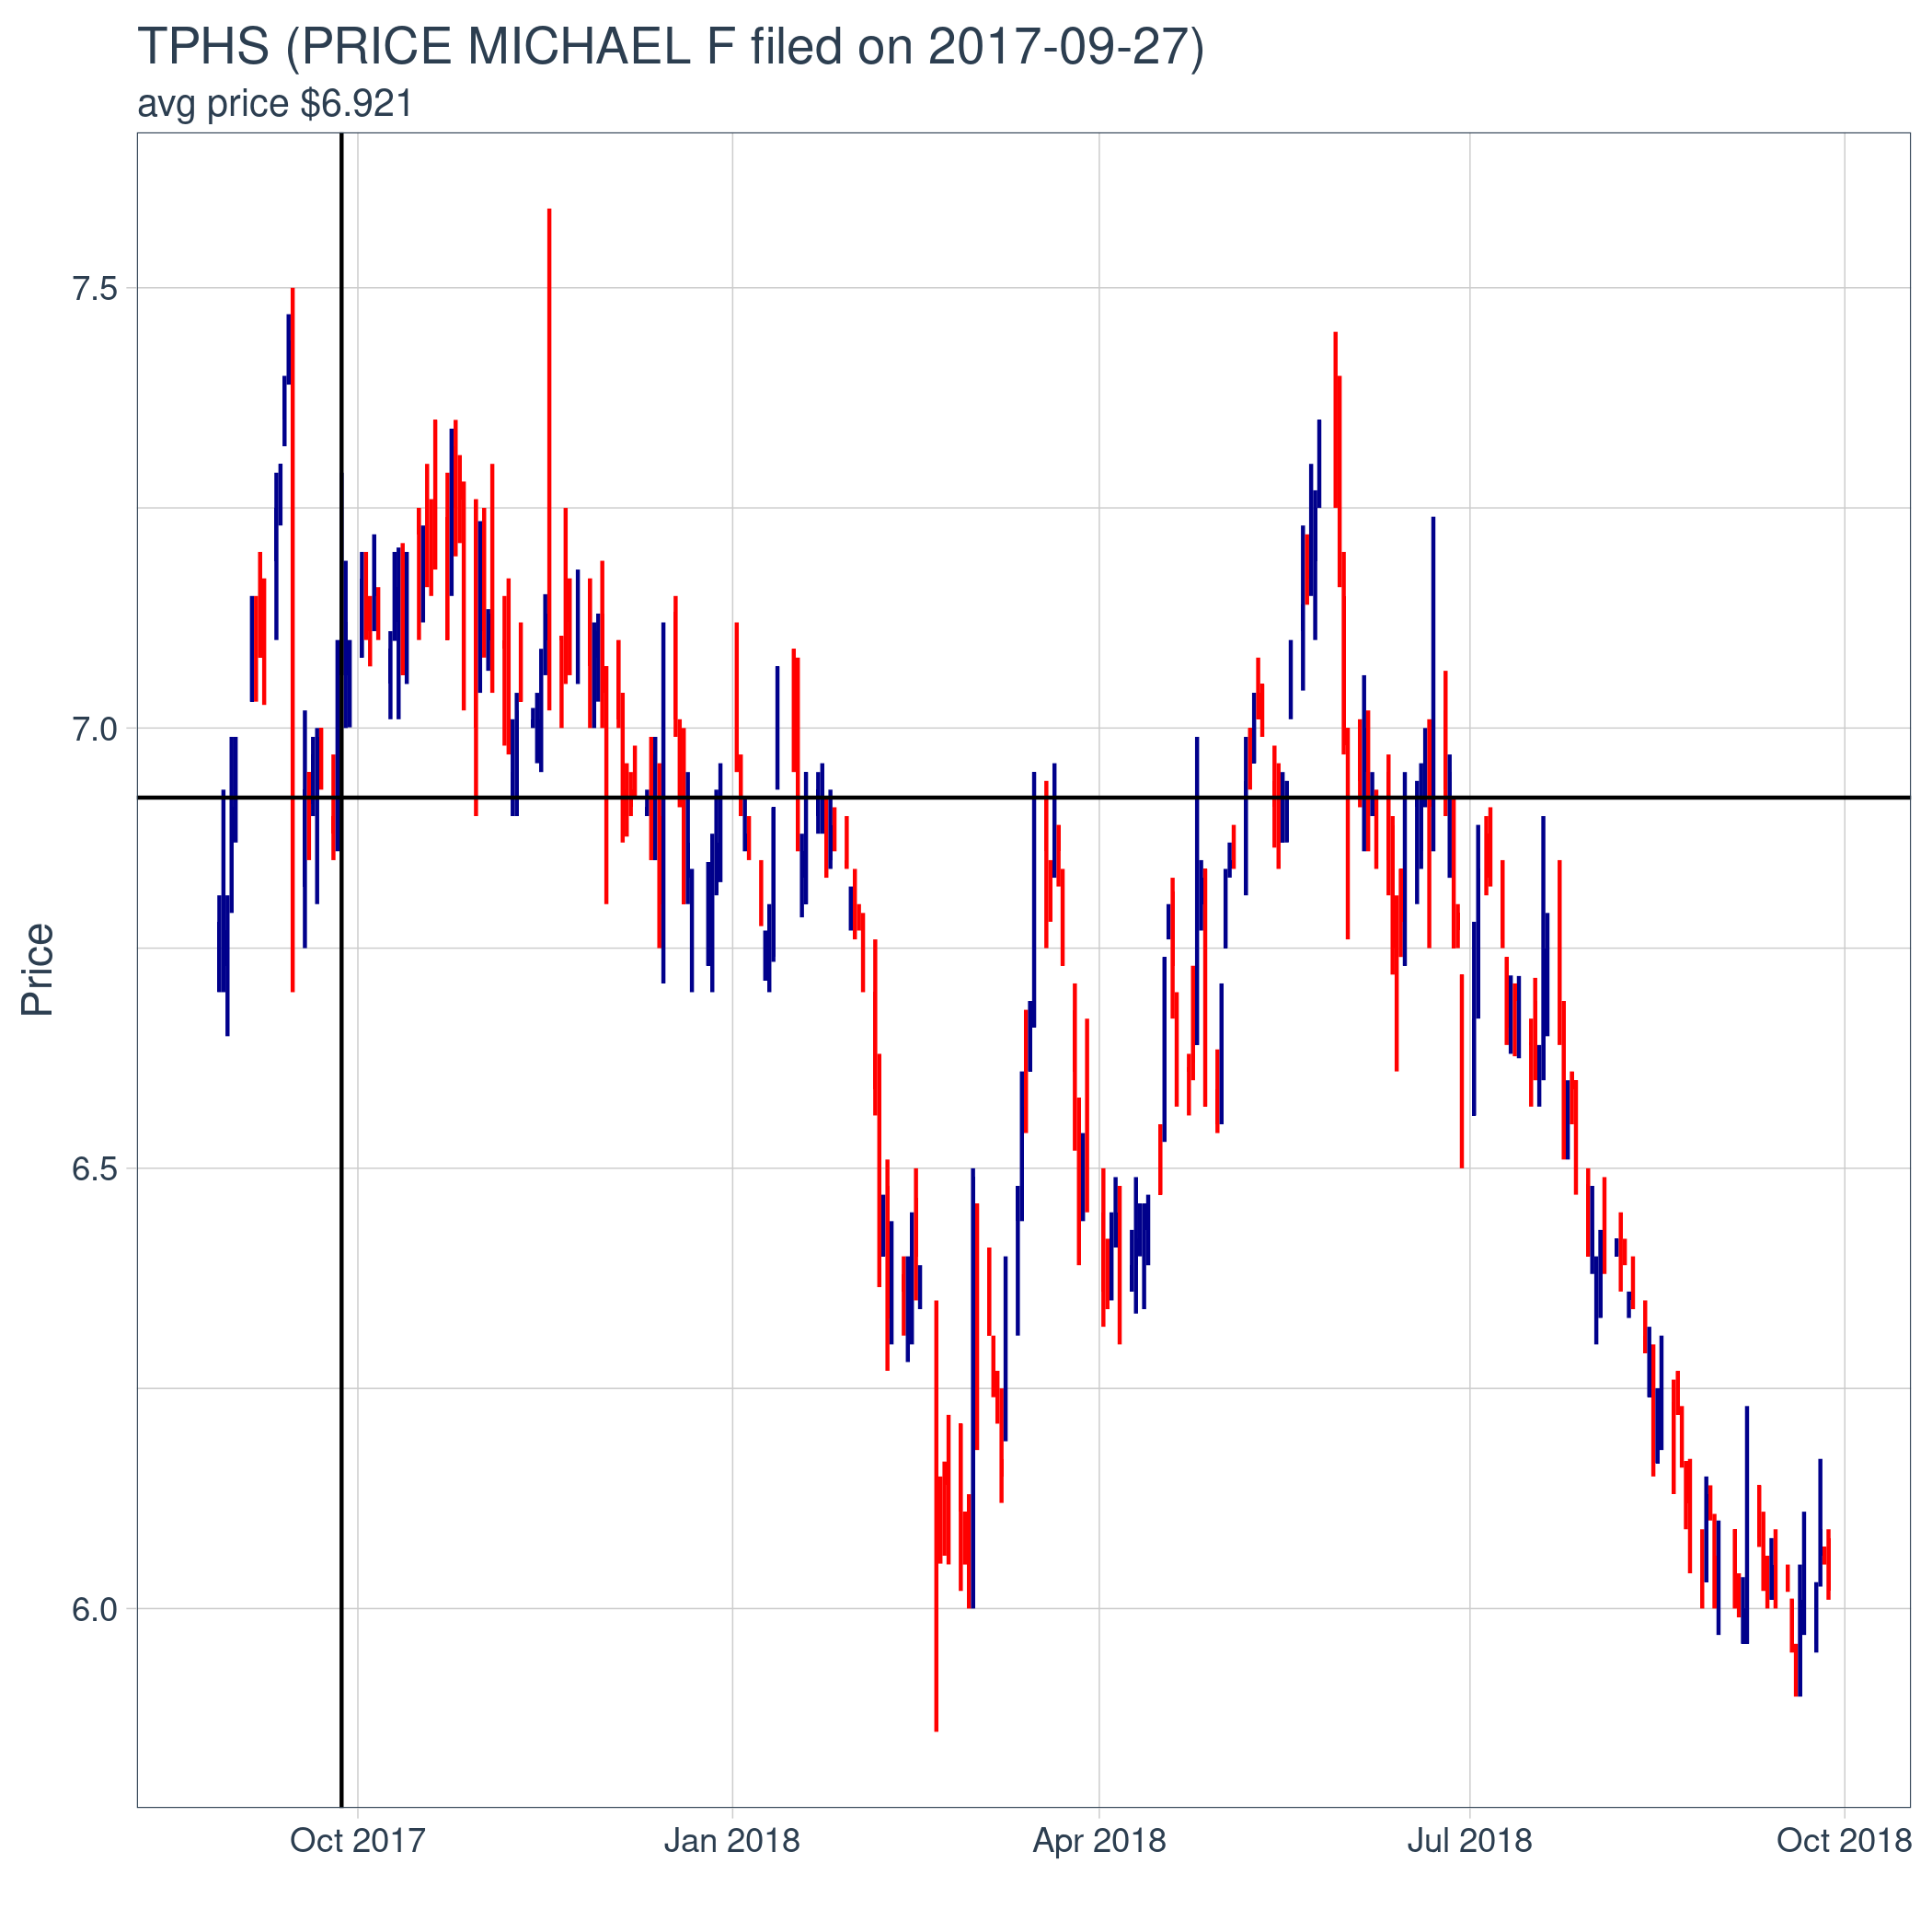 TPHS (PRICE MICHAEL F filed on 2017-09-27)
avg price $6.921
7.5
7.0
6.5
6.0
Price
Oct 2017
Jan 2018
Apr 2018
Jul 2018
Oct 2018